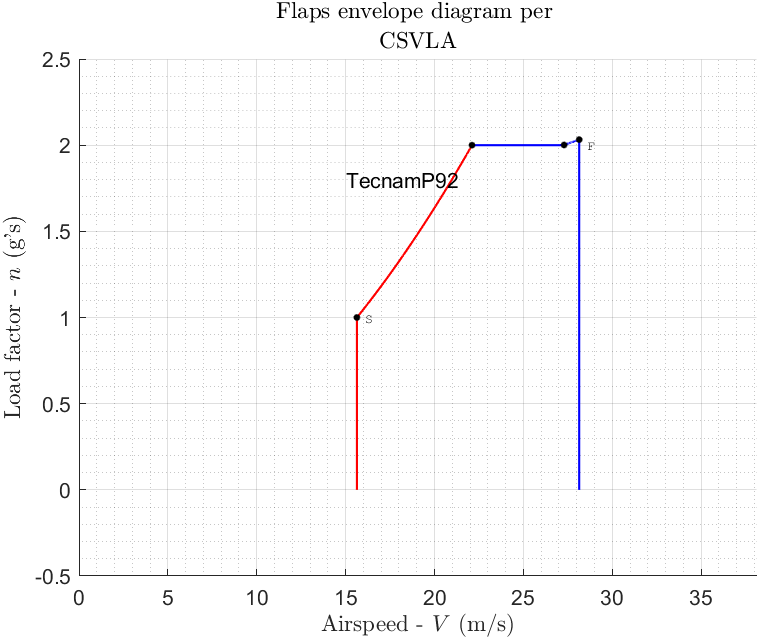 Flaps envelope diagram per
CSVLA
2.5
2
F
TecnamP92
1.5
1
S
0.5
0
-0.5
0 5 10 15 20 25 30 35
Load factor - n (g's)
Airspeed - V (m/s)